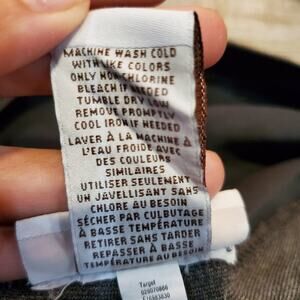 MACHINE WASH COLD
WITH LIKE COLORS
ONLY NON CHLORINE
BLEACH IF NEEDED
TUMBLE DRY LOW
REMOVE PROMPTLY
COOL IRON IF NEEDED
LAVER À LA MACHINE À
L'EAU FROIDE AVEC
DES COULEURS
SIMILAIRES
UTILISER SEULEMENT
UN JAVELLISANT SANS
CHLORE AU BESOIN
SÉCHER PAR CULBUTAGE
À BASSE TEMPÉRATURE
RETIRER SANS TARDER
REPASSER À BASSE
TEMPÉRATURE AU BESOIN
Target